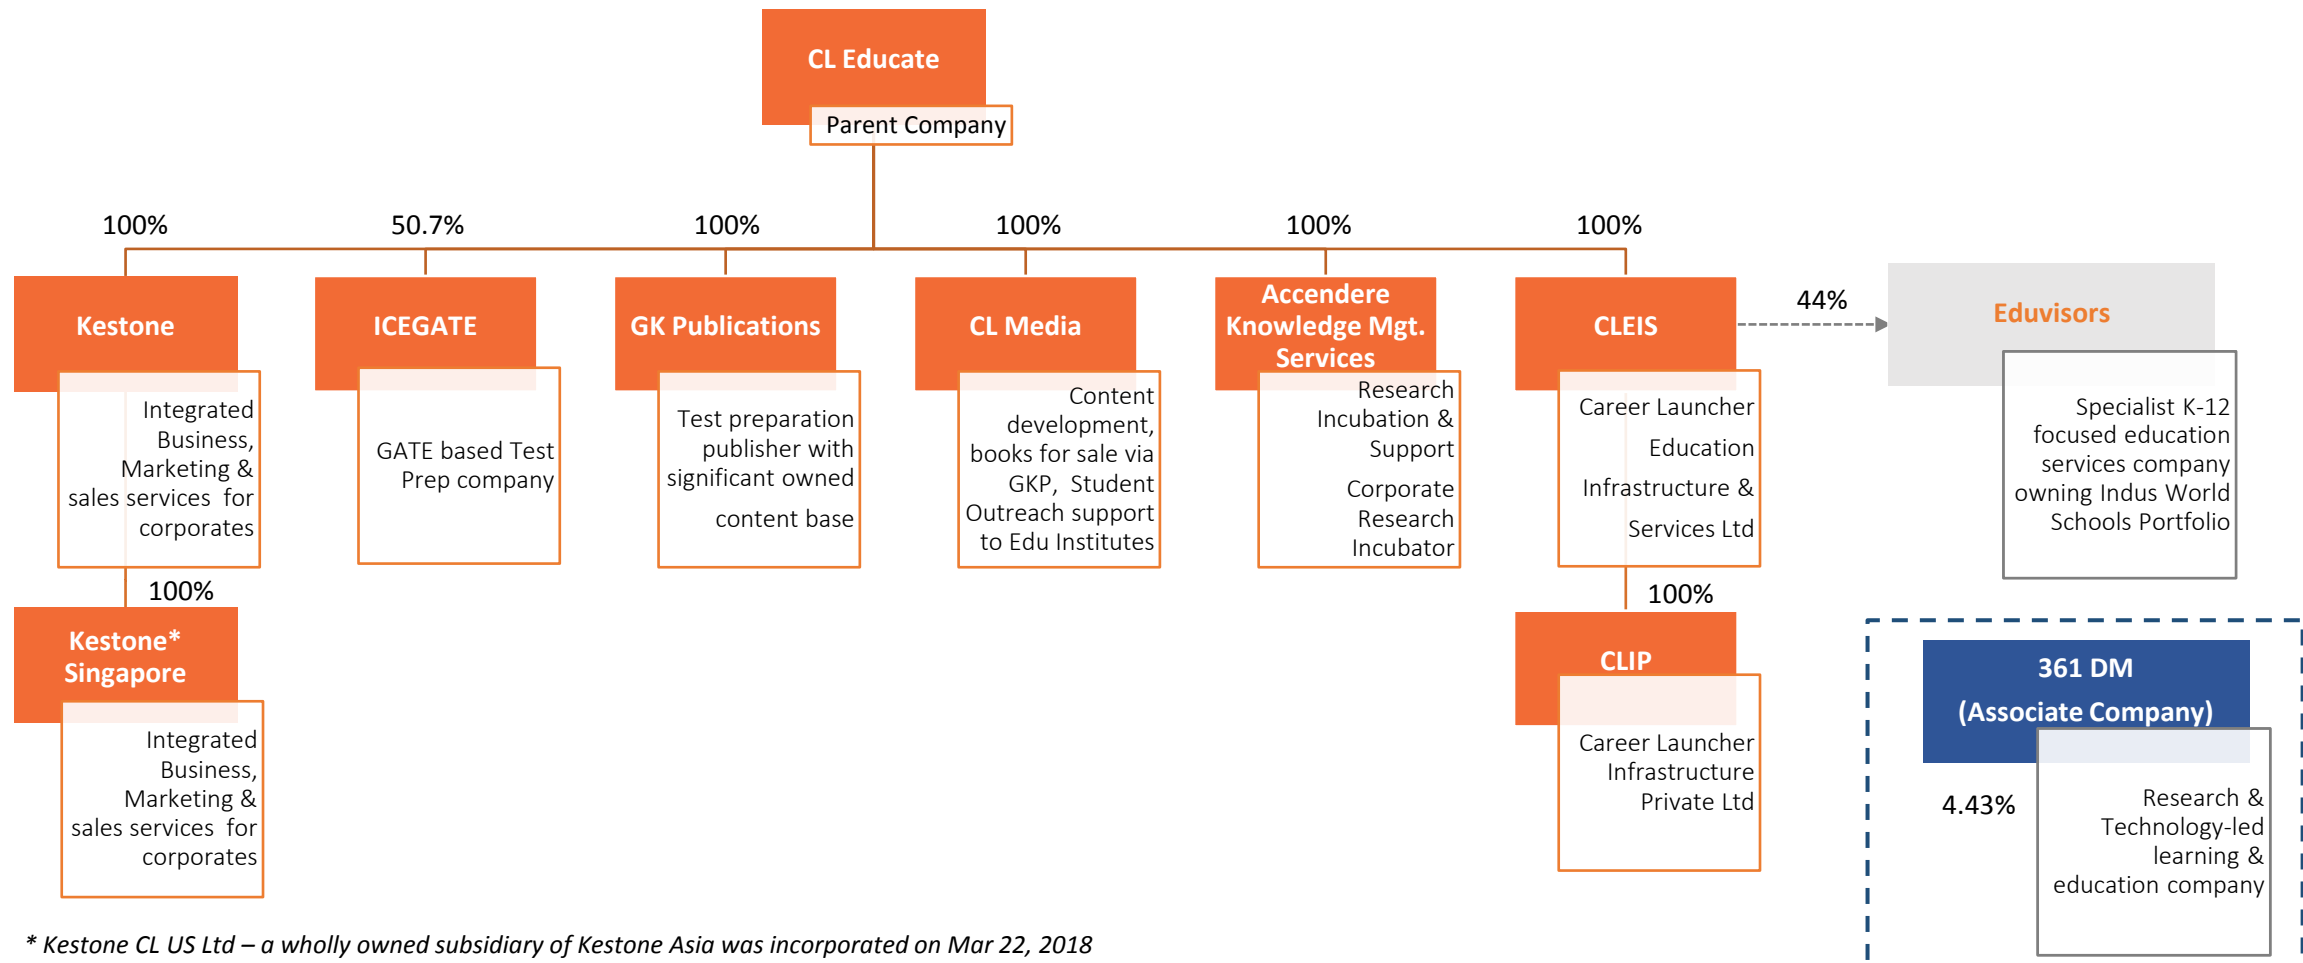 CL Educate
Parent Company
100%
50.7%
100%
100%
100%
100%
Kestone
Integrated
Business,
Marketing &
sales services for
corporates
ICEGATE
GATE based Test
Prep company
GK Publications
Test preparation
publisher with
significant owned
content base
CL Media
Content
development,
books for sale via
GKP, Student
Outreach support
to Edu Institutes
Accendere
Knowledge Mgt.
Services
Research
Incubation &
Support
Corporate
Research
Incubator
CLEIS
Career Launcher
Education
Infrastructure &
Services Ltd
44%
Eduvisors
Specialist K-12
focused education
services company
owning Indus World
Schools Portfolio
100%
Kestone*
Singapore
Integrated
Business,
Marketing &
sales services for
corporates
100%
CLIP
Career Launcher
Infrastructure
Private Ltd
361 DM
(Associate Company)
4.43%
Research &
Technology-led
learning &
education company
* Kestone CL US Ltd – a wholly owned subsidiary of Kestone Asia was incorporated on Mar 22, 2018